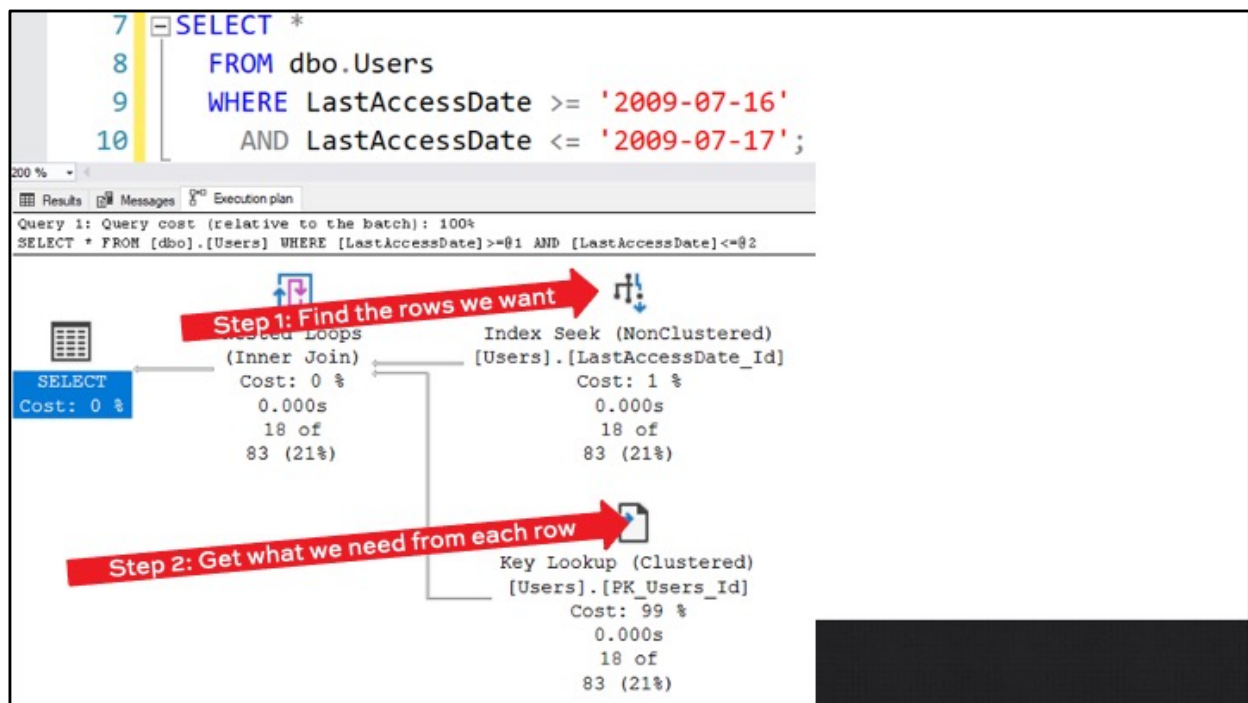 7 SELECT *
8 FROM dbo.Users
9 WHERE LastAccessDate >= '2009-07-16'
10 AND LastAccessDate <= '2009-07-17';
200 %
Results Messages Execution plan
Query 1: Query cost (relative to the batch): 100%
SELECT * FROM [dbo].[Users] WHERE [LastAccessDate]>=@1 AND [LastAccessDate]<=@2
Step 1: Find the rows we want
SELECT
Cost: 0 %
Loops
(Inner Join)
Cost: 0 %
0.000s
18 of
83 (21%)
Index Seek (NonClustered)
[Users].[LastAccessDate_Id]
Cost: 1 %
0.000s
18 of
83 (21%)
Step 2: Get what we need from each row
Key Lookup (Clustered)
[Users].[PK_Users_Id]
Cost: 99 %
0.000s
18 of
83 (21%)